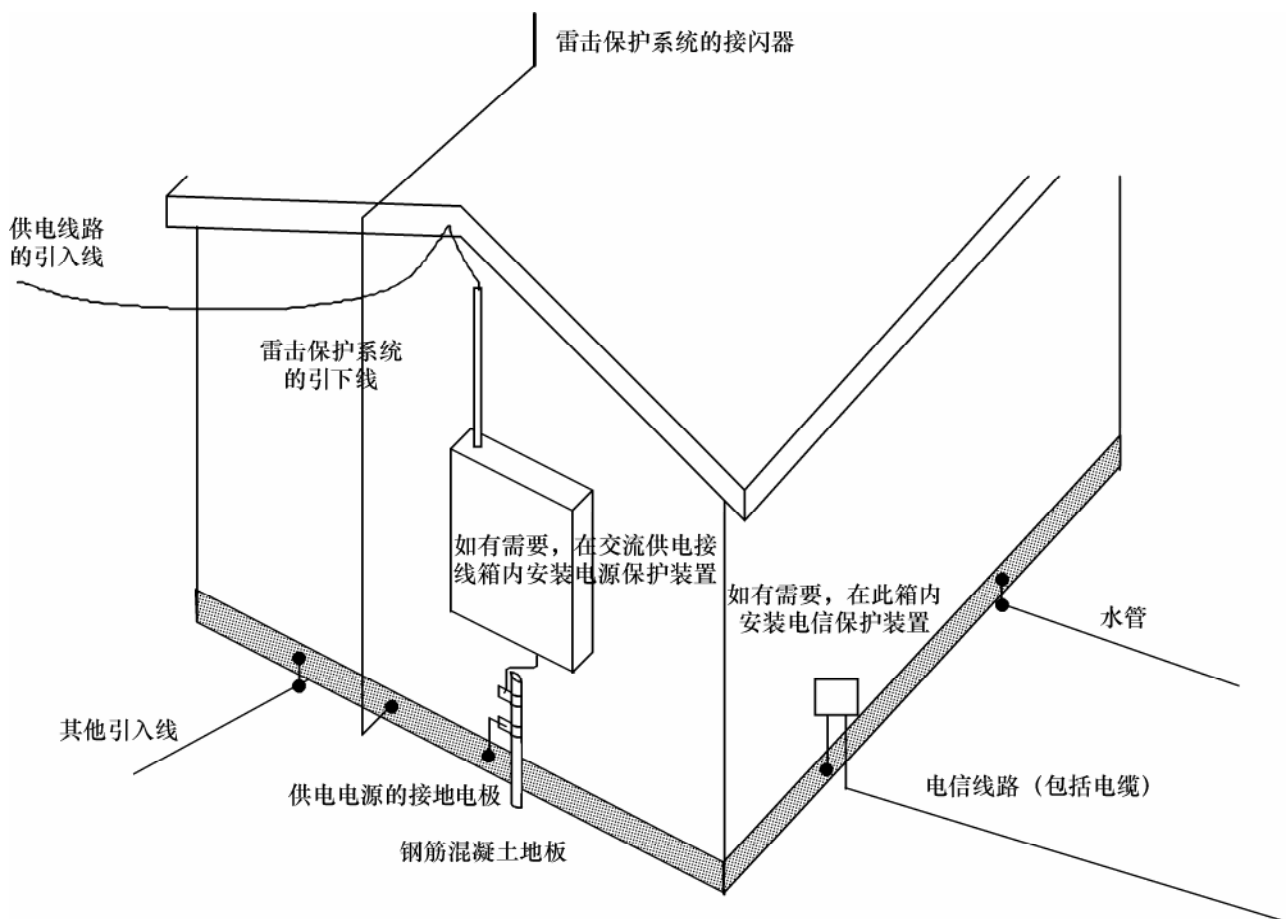 雷击保护系统的接闪器
供电线路
的引入线
雷击保护系统
的引下线
如有需要，在交流供电接
线箱内安装电源保护装置
如有需要，在此箱内
安装电信保护装置
水管
其他引入线
供电电源的接地电极
电信线路（包括电缆）
钢筋混凝土地板